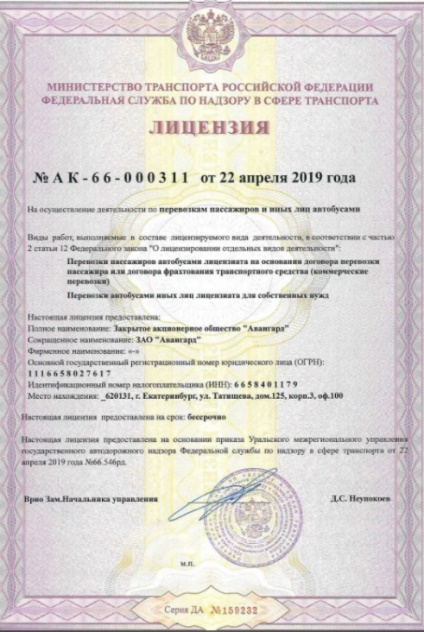 МИНИСТЕРСТВО ТРАНСПОРТА РОССИЙСКОЙ ФЕДЕРАЦИИ
ФЕДЕРАЛЬНАЯ СЛУЖБА ПО НАДЗОРУ В СФЕРЕ ТРАНСПОРТА
ЛИЦЕНЗИЯ
№ А К - 6 6 - 0 0 0 3 1 1 от 22 апреля 2019 года
На осуществление деятельности по перевозкам пассажиров и иных лиц автобусами
Виды работ, выполняемые в составе лицензируемого вида деятельности, в соответствии с частью
2 статьи 12 Федерального закона "О лицензировании отдельных видов деятельности":
Перевозки пассажиров автобусами лицензиата на основании договора перевозки
пассажира или договора фрахтования транспортного средства (коммерческие
перевозки)
Перевозки автобусами иных лиц лицензиата для собственных нужд
Настоящая лицензия предоставлена:
Полное наименование: Закрытое акционерное общество "Авангард"
Сокращенное наименование: ЗАО "Авангард"
Фирменное наименование: «-»
Основной государственный регистрационный номер юридического лица (ОГРН):
1 1 1 6 6 5 8 0 2 7 6 1 7
Идентификационный номер налогоплательщика (ИНН): 6 6 5 8 4 0 1 1 7 9
Место нахождения: _620131, г. Екатеринбург, ул. Татищева, дом.125, корп.3, оф.100
Настоящая лицензия предоставлена на срок: бессрочно
Настоящая лицензия предоставлена на основании приказа Уральского межрегионального управления
государственного автодорожного надзора Федеральной службы по надзору в сфере транспорта от 22
апреля 2019 года №66.546рд.
Врио Зам.Начальника управления Д.С. Неупокоев
м.п.
Серия ДА №159232